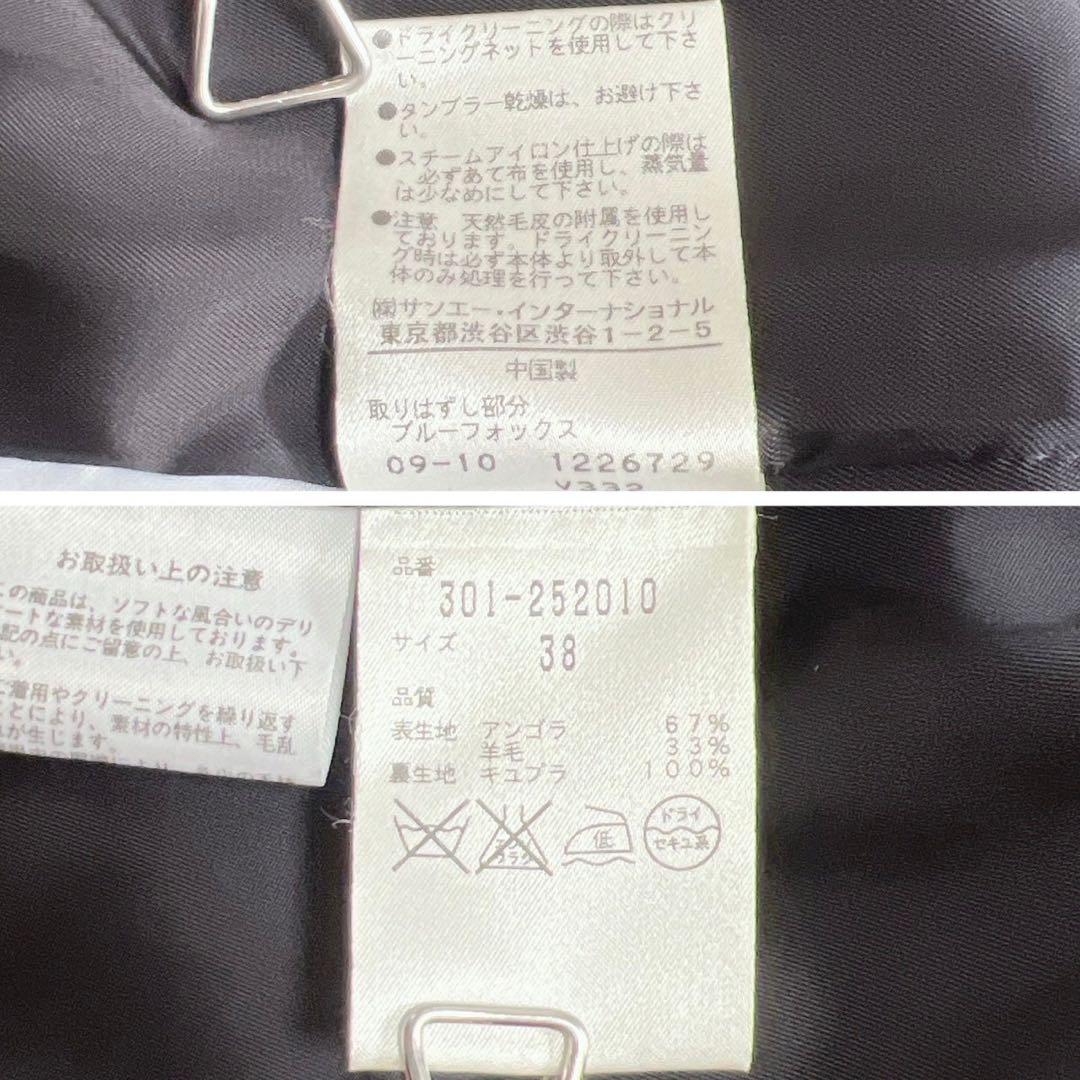 ●ドライクリーニングの際はクリ
ーニングネットを使用して下さ
い。
●タンブラー乾燥は、お避け下さ
い。
●スチームアイロン仕上げの際は
、必ずあて布を使用し、蒸気量
は少なめにして下さい。
●注意 天然毛皮の附属を使用し
ております。ドライクリーニン
グ時は必ず本体より取外して本
体のみ処理を行って下さい。
㈱サンエー・インターナショナル
東京都渋谷区渋谷1-2-5
中国製
取りはずし部分
ブルーフォックス
09-10 1226729
お取扱い上の注意
の商品は、ソフトな風合いのデリ
ートな素材を使用しております。
記の点にご留意の上、お取扱い下
い。
ご着用やクリーニングを繰り返す
ことにより、素材の特性上、毛乱
れが生じます。
品番
301-252010
サイズ
38
品質
表生地 アンゴラ 67%
羊毛 33%
裏生地 キュプラ 100%
低
ドライ
セキユ系